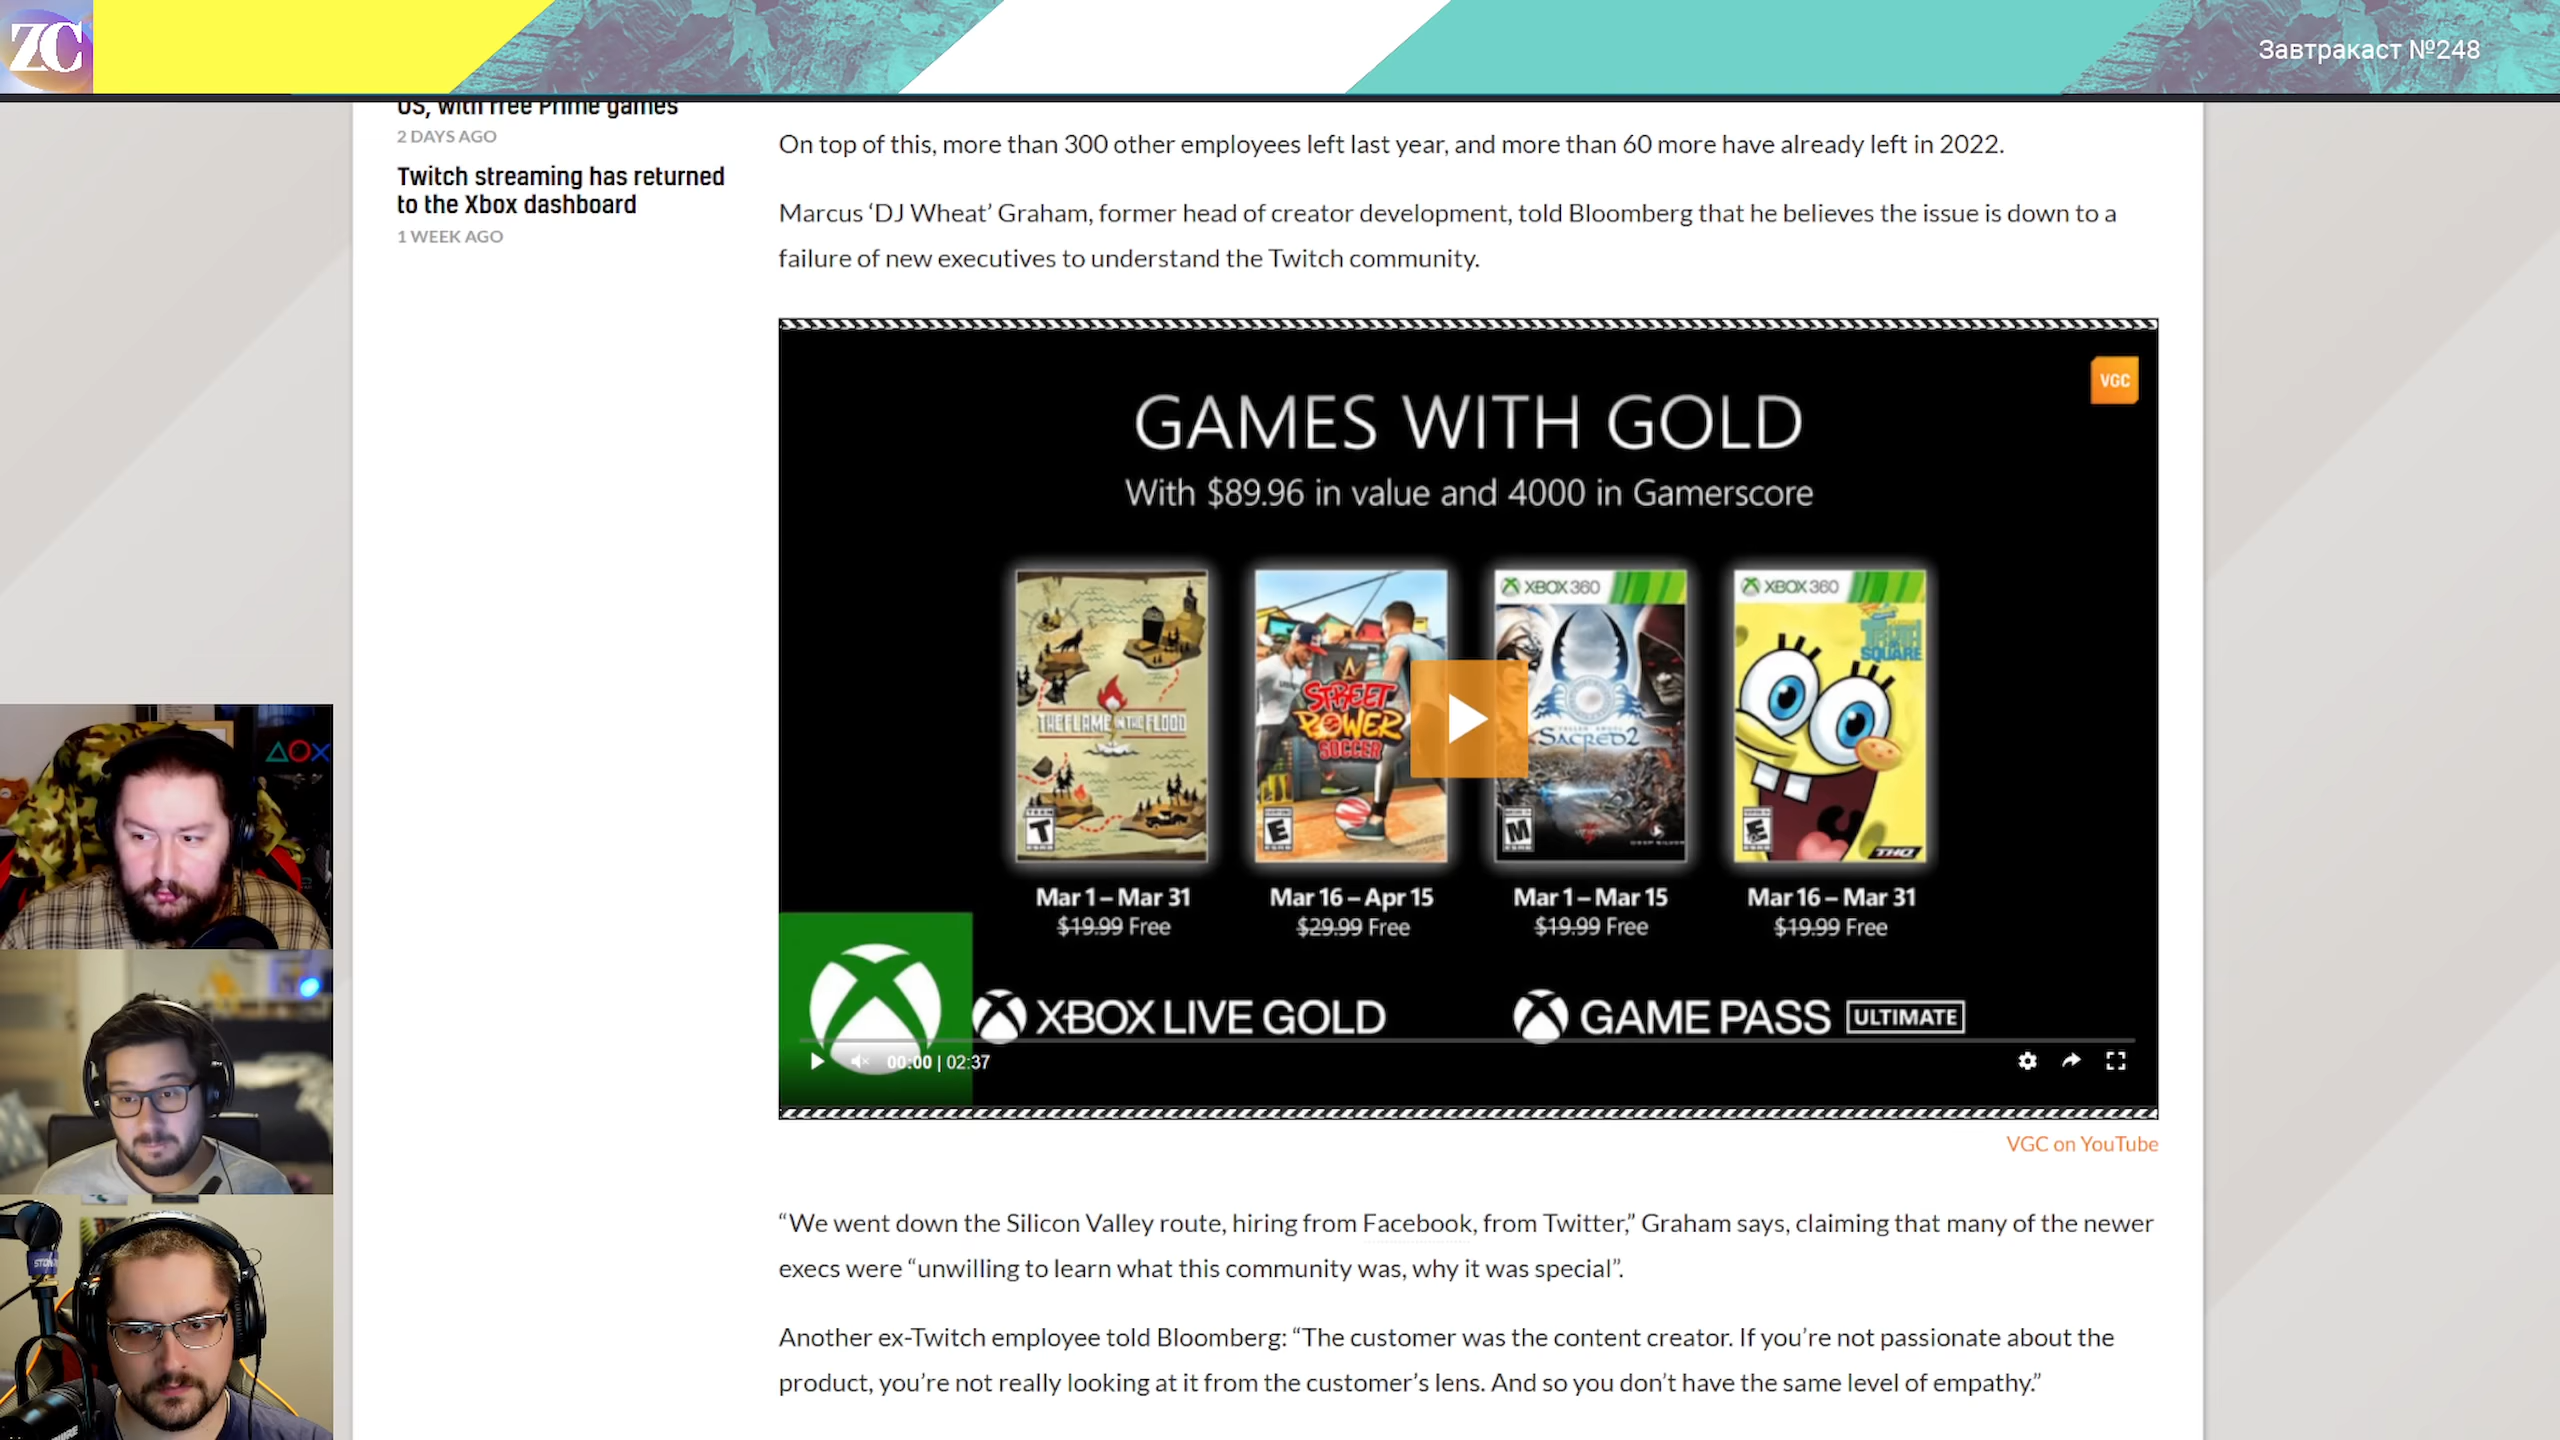 ZC
Завтракаст №248
US, with free Prime games
2 DAYS AGO
Twitch streaming has returned
to the Xbox dashboard
1 WEEK AGO
On top of this, more than 300 other employees left last year, and more than 60 more have already left in 2022.
Marcus ‘DJ Wheat’ Graham, former head of creator development, told Bloomberg that he believes the issue is down to a
failure of new executives to understand the Twitch community.
VGC
GAMES WITH GOLD
With $89.96 in value and 4000 in Gamerscore
THE FLAME IN THE FLOOD
T
STREET
POWER
SOCCER
E
XBOX 360
SACRED 2
M
XBOX 360
TRUTH
SQUARE
E
THQ
Mar 1 – Mar 31
$19.99 Free
Mar 16 – Apr 15
$29.99 Free
Mar 1 – Mar 15
$19.99 Free
Mar 16 – Mar 31
$19.99 Free
XBOX LIVE GOLD
GAME PASS ULTIMATE
00:00 | 02:37
VGC on YouTube
“We went down the Silicon Valley route, hiring from Facebook, from Twitter,” Graham says, claiming that many of the newer
execs were “unwilling to learn what this community was, why it was special”.
Another ex-Twitch employee told Bloomberg: “The customer was the content creator. If you’re not passionate about the
product, you’re not really looking at it from the customer’s lens. And so you don’t have the same level of empathy.”